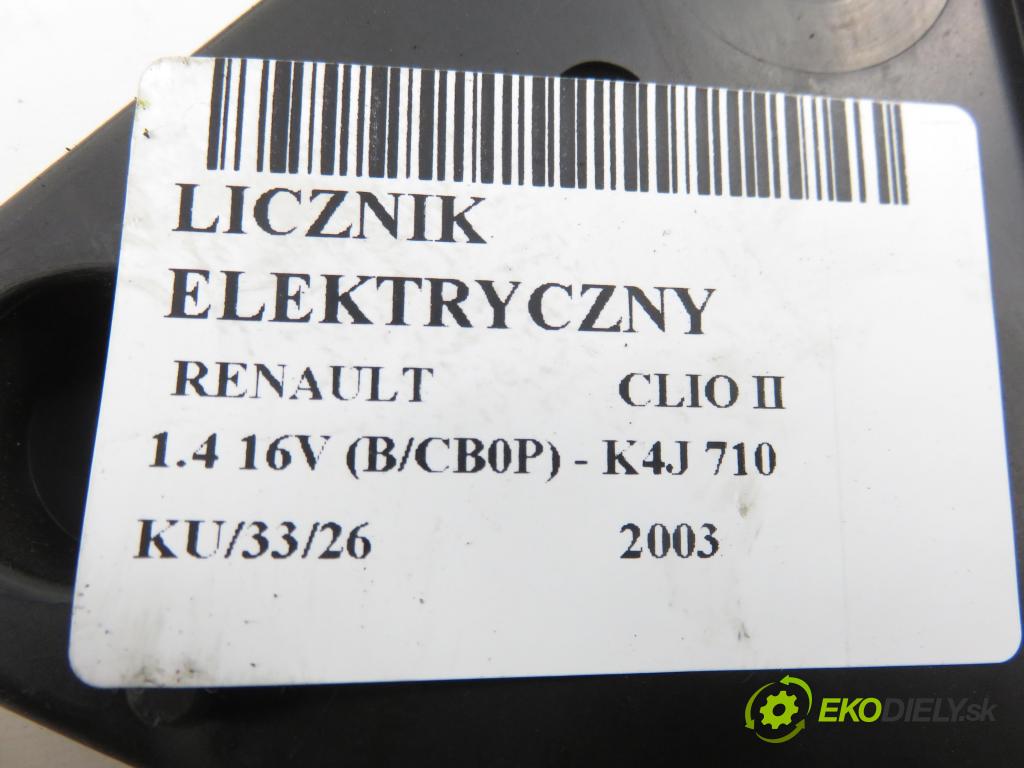 LICZNIK
ELEKTRYCZNY
RENAULT CLIO II
1.4 16V (B/CB0P) - K4J 710
KU/33/26 2003
EKODIELY.sk